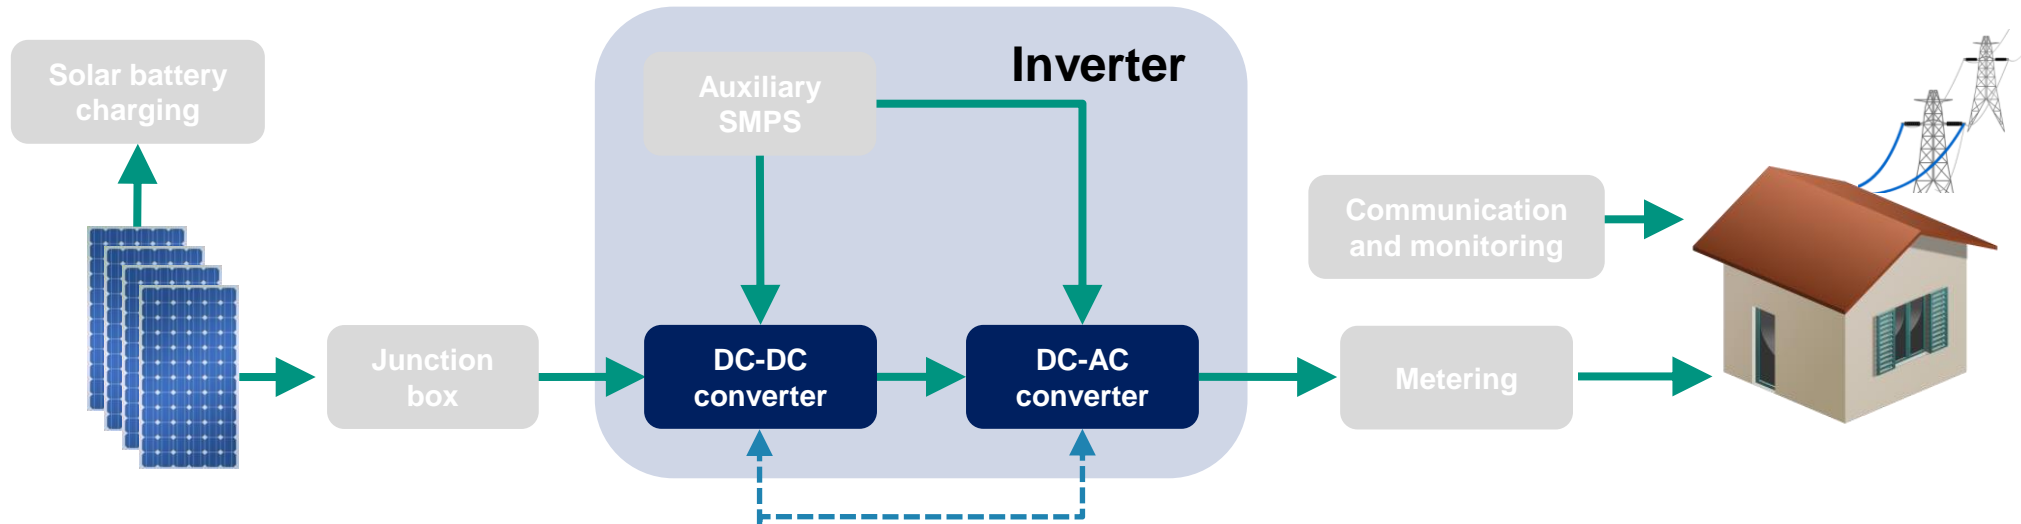 Solar battery
charging
Auxiliary
SMPS
Inverter
Communication
and monitoring
Junction
box
DC-DC
converter
DC-AC
converter
Metering